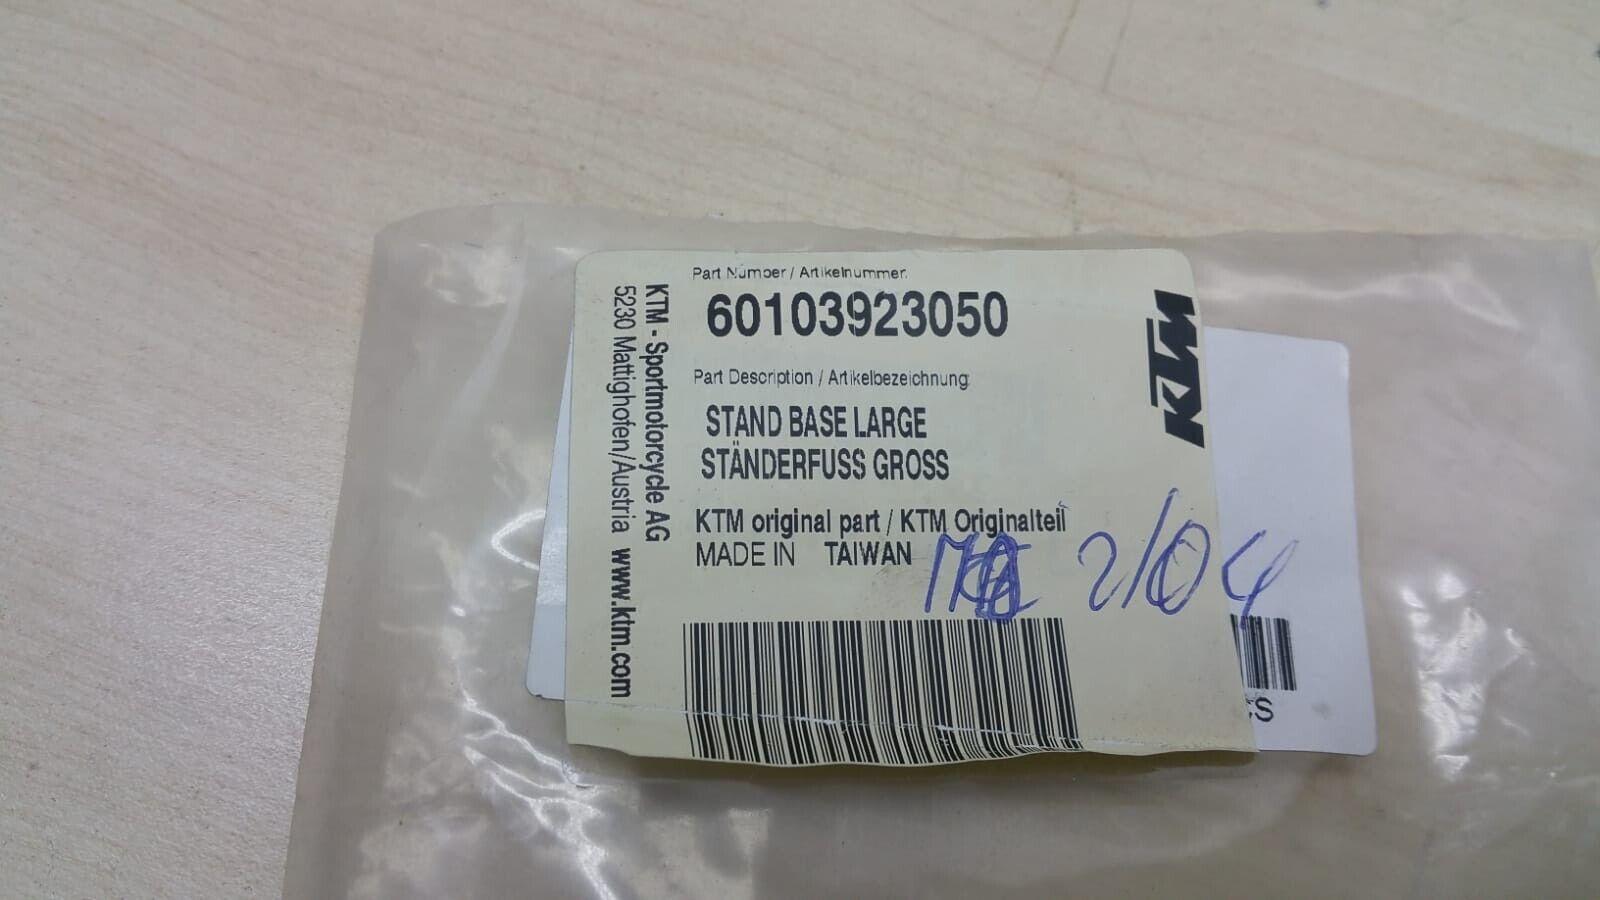 Part Number / Artikelnummer:
60103923050
Part Description / Artikelbezeichnung:
STAND BASE LARGE
STÄNDERFUSS GROSS
KTM original part / KTM Originalteil
MADE IN TAIWAN
2/04
KTM - Sportmotorcycle AG
5230 Mattighofen/Austria www.ktm.com
KTM